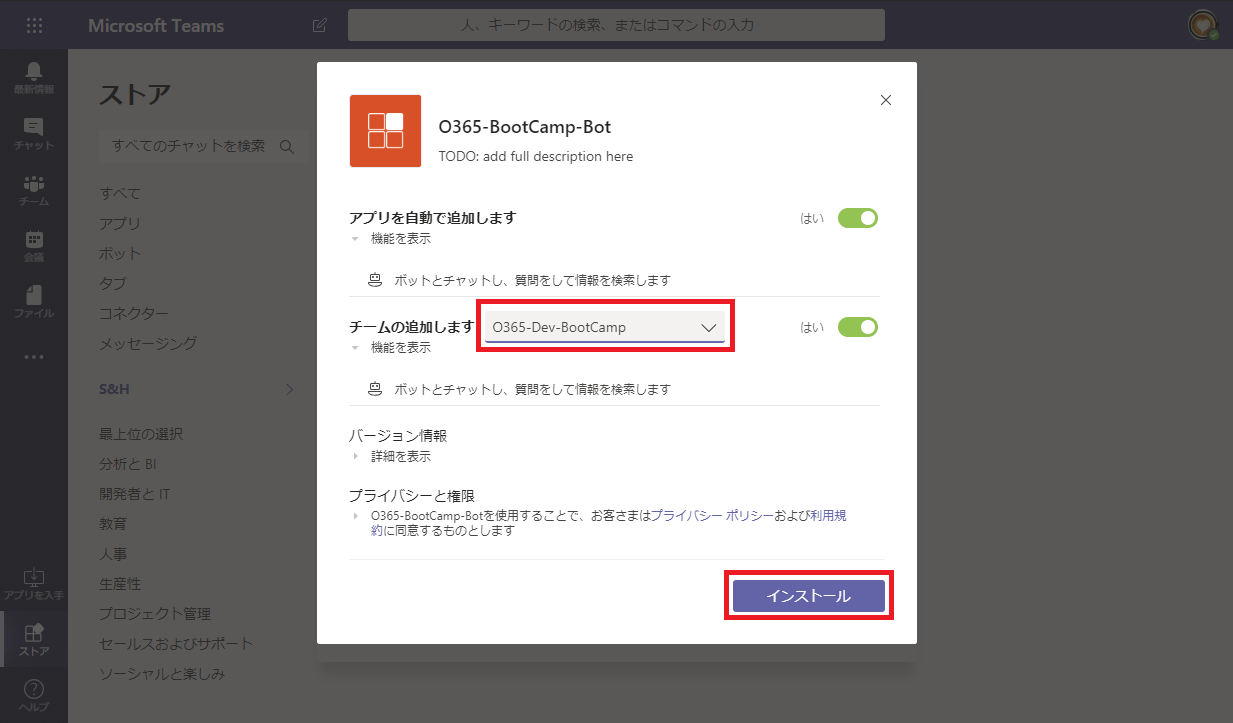 Microsoft Teams
人、キーワードの検索、またはコマンドの入力
最新情報
チャット
チーム
会議
ファイル
アプリを入手
ストア
ヘルプ
ストア
すべてのチャットを検索
すべて
アプリ
ボット
タブ
コネクター
メッセージング
S&H
最上位の選択
分析と BI
開発者と IT
教育
人事
生産性
プロジェクト管理
セールスおよびサポート
ソーシャルと楽しみ
O365-BootCamp-Bot
TODO: add full description here
アプリを自動で追加します
はい
機能を表示
ボットとチャットし、質問をして情報を検索します
チームの追加します
O365-Dev-BootCamp
はい
機能を表示
ボットとチャットし、質問をして情報を検索します
バージョン情報
詳細を表示
プライバシーと権限
O365-BootCamp-Botを使用することで、お客さまはプライバシー ポリシーおよび利用規
約に同意するものとします
インストール